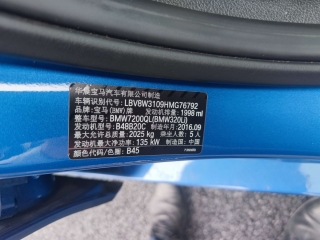 华晨宝马汽车有限公司制造
车辆识别代号: LBV8W3109HMG76792
品牌: 宝马(BMW)牌 发动机排量: 1998 ml
型号: BMW7200QL(BMW320Li)
发动机型号: B48B20C 制造年月: 2016.09
最大允许总质量: 2025 kg 乘坐人数: 5 人
发动机最大净功率: 135 kW 制造国: 中国
颜色代码/色圈: B45